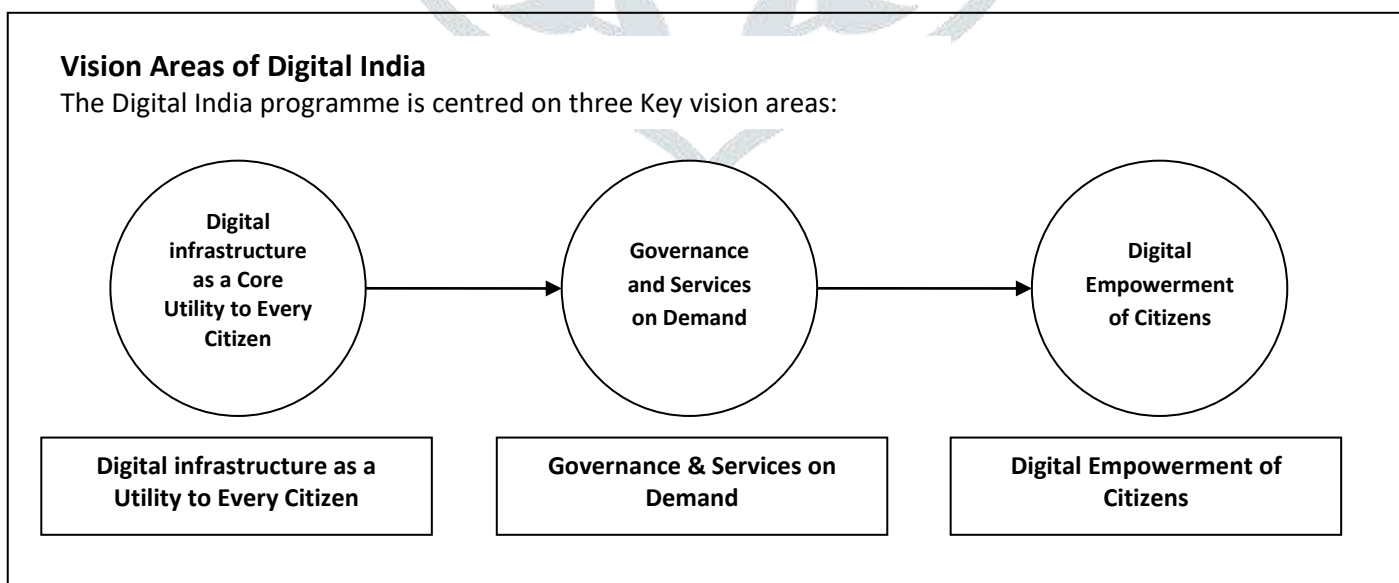 Vision Areas of Digital India
The Digital India programme is centred on three Key vision areas:
Digital
infrastructure
as a Core
Utility to Every
Citizen
Governance
and Services
on Demand
Digital
Empowerment
of Citizens
Digital infrastructure as a
Utility to Every Citizen
Governance & Services on
Demand
Digital Empowerment of
Citizens